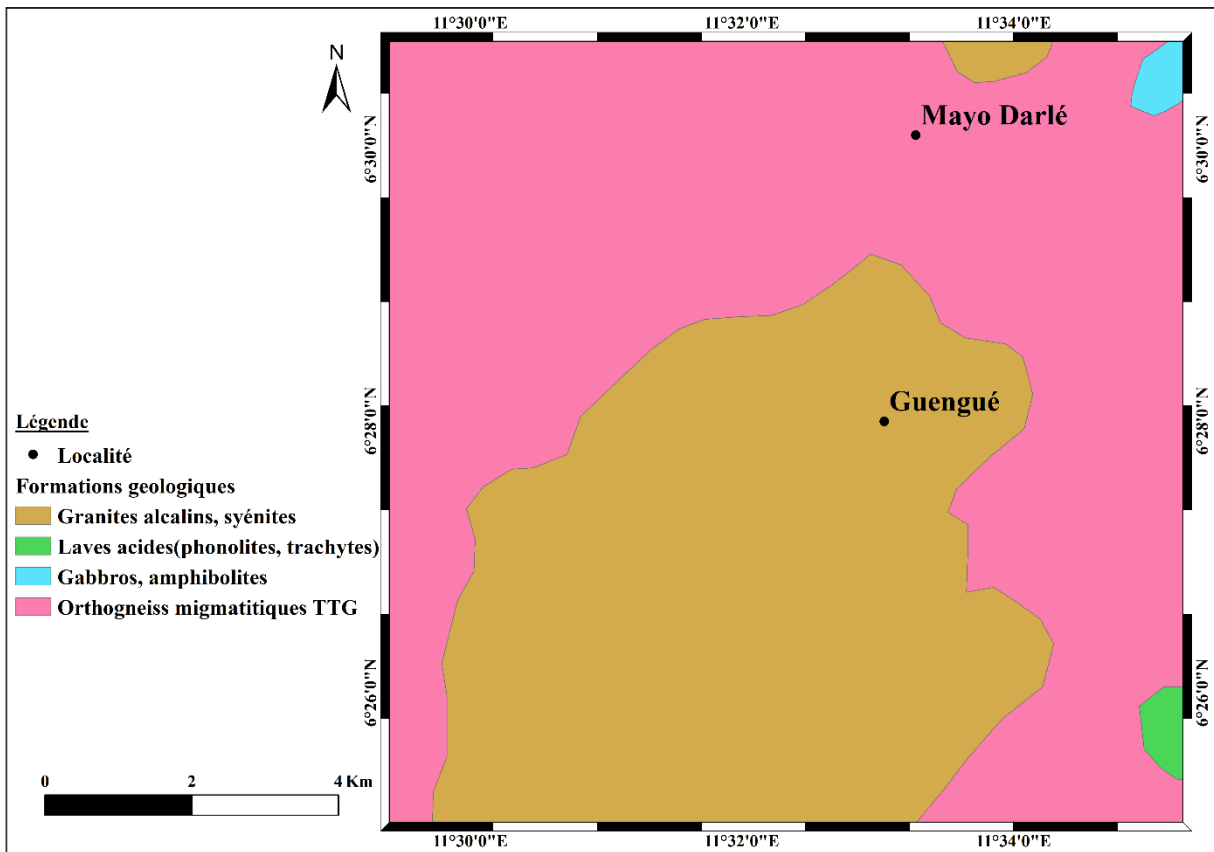 11°30'0"E 11°32'0"E 11°34'0"E
N
Mayo Darlé
6°30'0"N 6°30'0"N
Guengué
6°28'0"N 6°28'0"N
Légende
Localité
Formations geologiques
Granites alcalins, syénites
Laves acides(phonolites, trachytes)
Gabbros, amphibolites
Orthogneiss migmatitiques TTG
6°26'0"N 6°26'0"N
0 2 4 Km
11°30'0"E 11°32'0"E 11°34'0"E